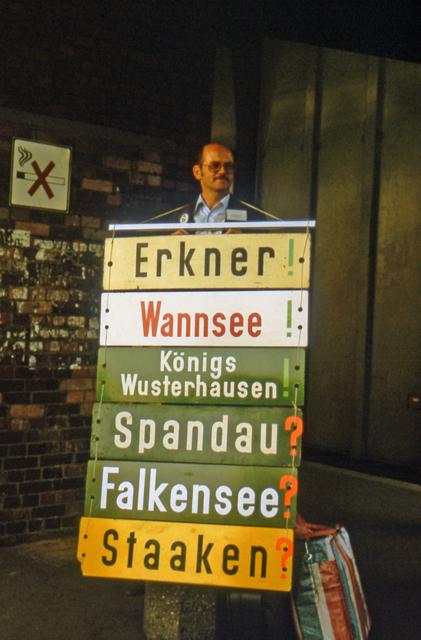 Erkner!
Wannsee!
Königs
Wusterhausen!
Spandau?
Falkensee?
Staaken?